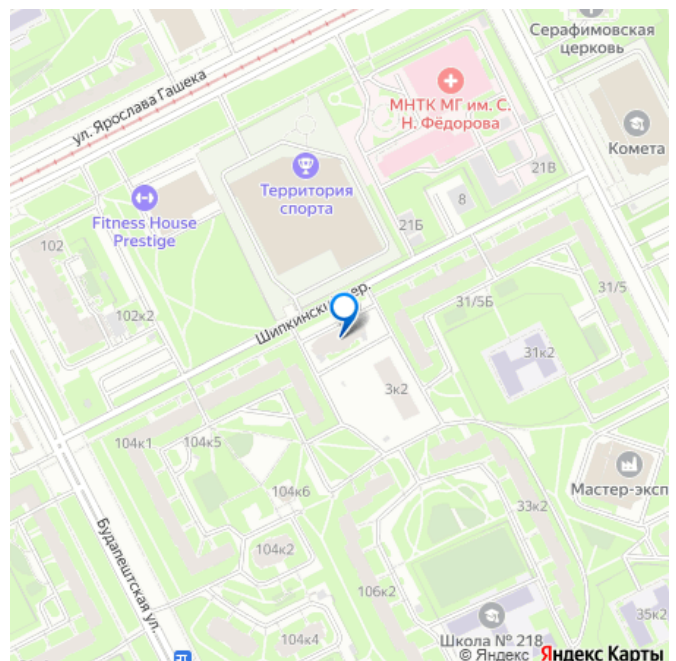 Серафимовская
церковь
ул. Ярослава Гашека
МНТК МГ им. С.
Н. Фёдорова
Комета
21В
Территория
спорта
8
Fitness House
Prestige
21Б
102
31/5
102к2
31/5Б
31к2
3к2
104к1
104к5
104к6
Мастер-эксп
33к2
Будапештская ул.
104к2
106к2
35к2
104к4
Школа № 218
© Яндекс Яндекс Карты